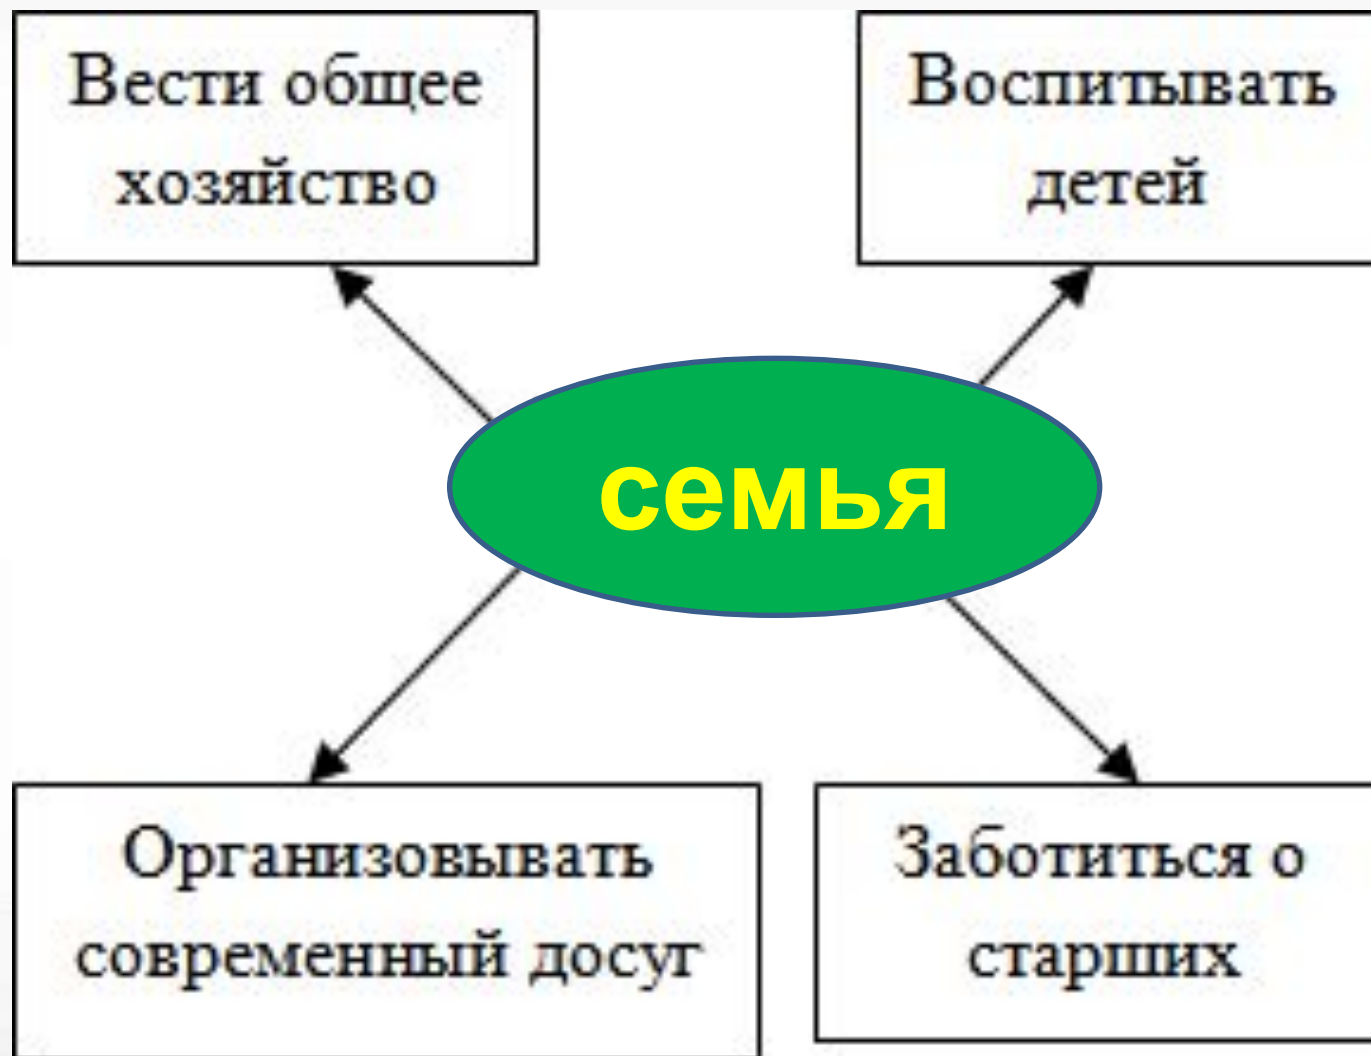 Вести общее
хозяйство
Воспитывать
детей
семья
Организовывать
современный досуг
Заботиться о
старших